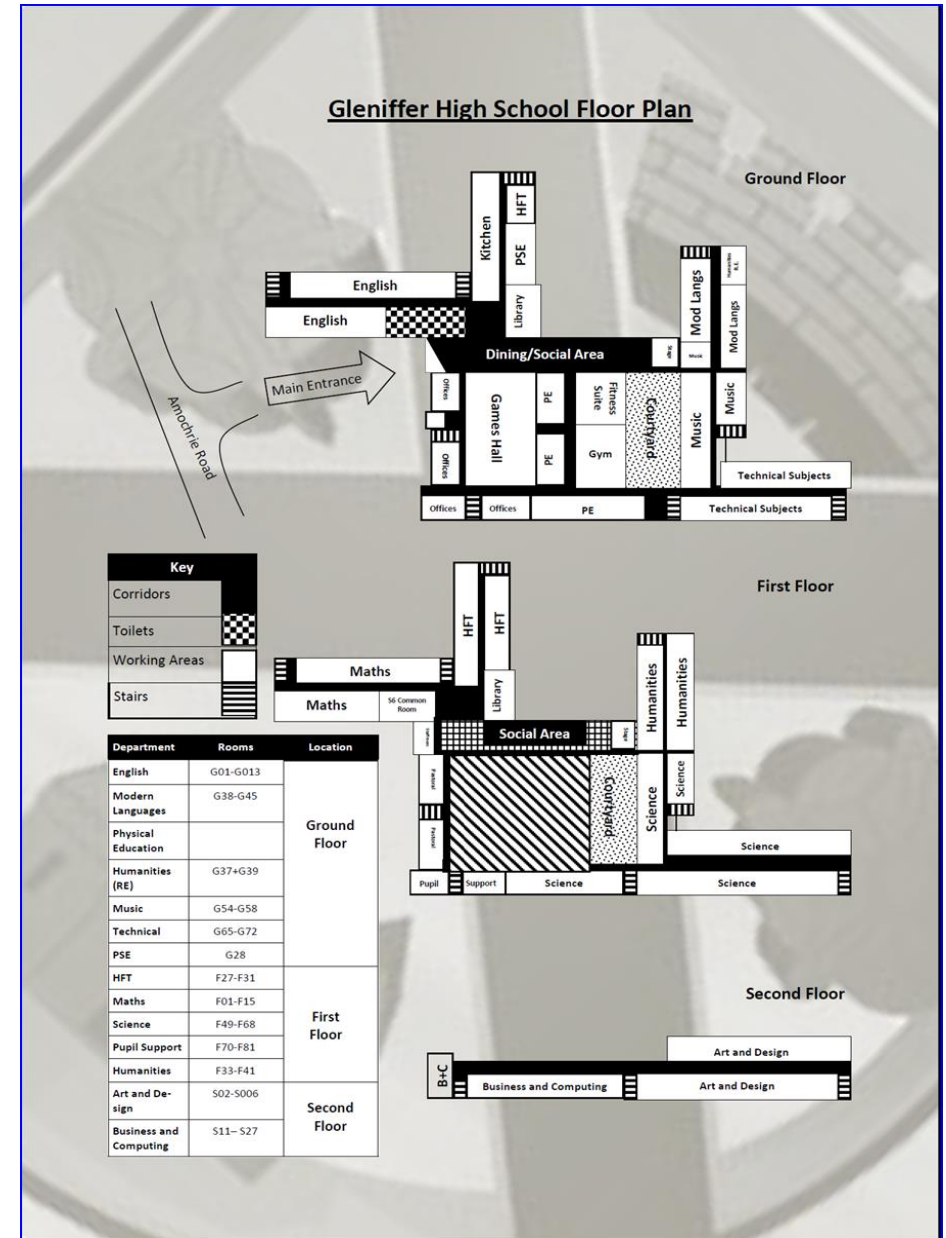 Gleniffer High School Floor Plan
Ground Floor
Kitchen
HFT
PSE
Library
English
English
Mod Langs
Humanities
R.E.
Mod Langs
Music
Stage
Dining/Social Area
Main Entrance
Amochrie Road
Offices
Offices
Games Hall
PE
PE
Fitness
Suite
Gym
Courtyard
Music
Music
Technical Subjects
Offices
Offices
PE
Technical Subjects
Key
Corridors
Toilets
Working Areas
Stairs
First Floor
HFT
HFT
Library
Maths
Maths
S6 Common
Room
Humanities
Humanities
Social Area
Stage
Pastoral
Pastoral
Courtyard
Science
Science
Science
Pupil
Support
Science
Science
Department Rooms Location
English G01-G013
Modern
Languages
G38-G45
Physical
Education
Ground
Floor
Humanities
(RE)
G37+G39
Music G54-G58
Technical G65-G72
PSE G28
HFT F27-F31
Maths F01-F15
Science F49-F68
First
Floor
Pupil Support F70-F81
Humanities F33-F41
Art and De-
sign
S02-S006
Second
Floor
Business and
Computing
S11– S27
Second Floor
Art and Design
B+C
Business and Computing
Art and Design